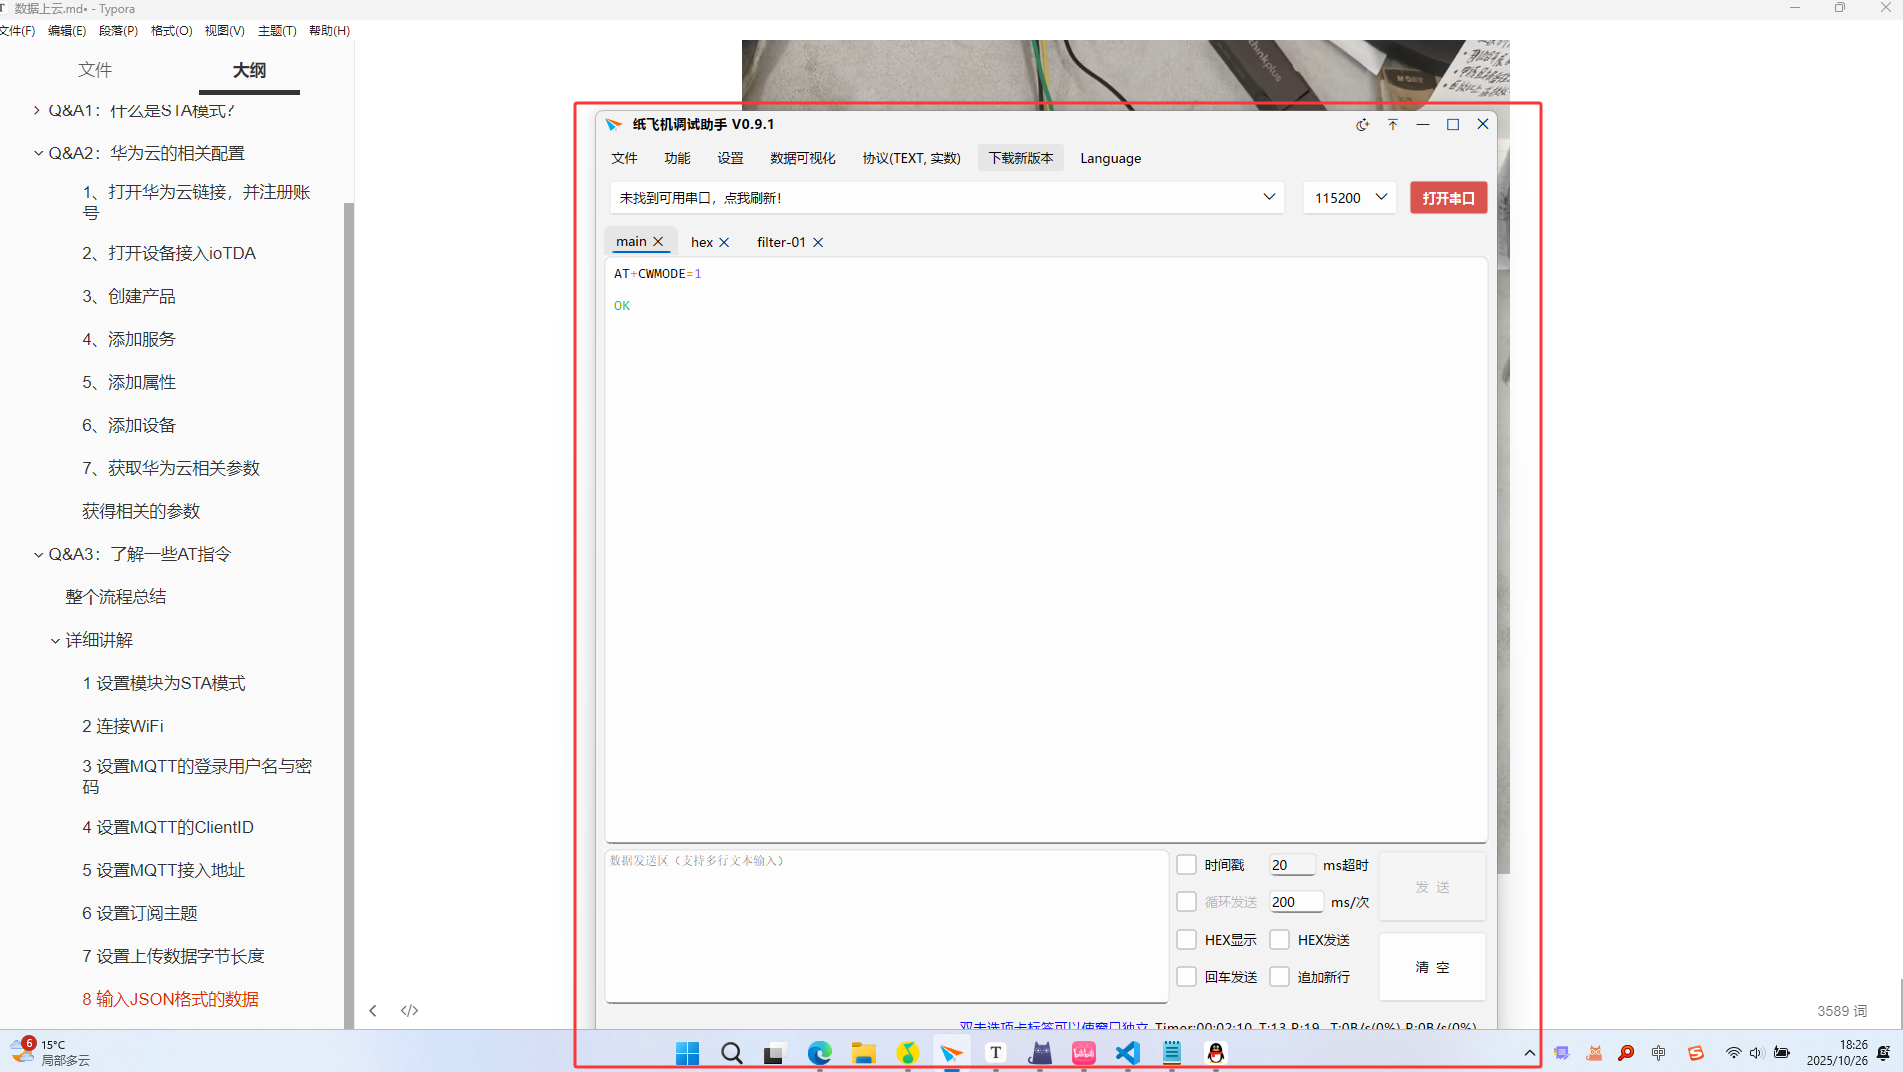 数据上云.md• - Typora
文件(F) 编辑(E) 段落(P) 格式(O) 视图(V) 主题(T) 帮助(H)
文件 大纲
Q&A1：什么是STA模式？
Q&A2：华为云的相关配置
1、打开华为云链接，并注册账
号
2、打开设备接入ioTDA
3、创建产品
4、添加服务
5、添加属性
6、添加设备
7、获取华为云相关参数
获得相关的参数
Q&A3：了解一些AT指令
整个流程总结
详细讲解
1 设置模块为STA模式
2 连接WiFi
3 设置MQTT的登录用户名与密
码
4 设置MQTT的ClientID
5 设置MQTT接入地址
6 设置订阅主题
7 设置上传数据字节长度
8 输入JSON格式的数据
thinkplus
纸飞机调试助手 V0.9.1
文件 功能 设置 数据可视化 协议(TEXT, 实数) 下载新版本 Language
未找到可用串口，点我刷新! 115200 打开串口
main hex filter-01
AT+CWMODE=1
OK
数据发送区（支持多行文本输入）
时间戳 20 ms超时
循环发送 200 ms/次
HEX显示 HEX发送
回车发送 追加新行
发 送
清 空
双击选项卡标签可以使窗口独立 Timer:00:02:10 T:13 R:19 T:0B/s(0%) R:0B/s(0%)
3589 词
6
15°C
局部多云
T
bilibili
中
18:26
2025/10/26